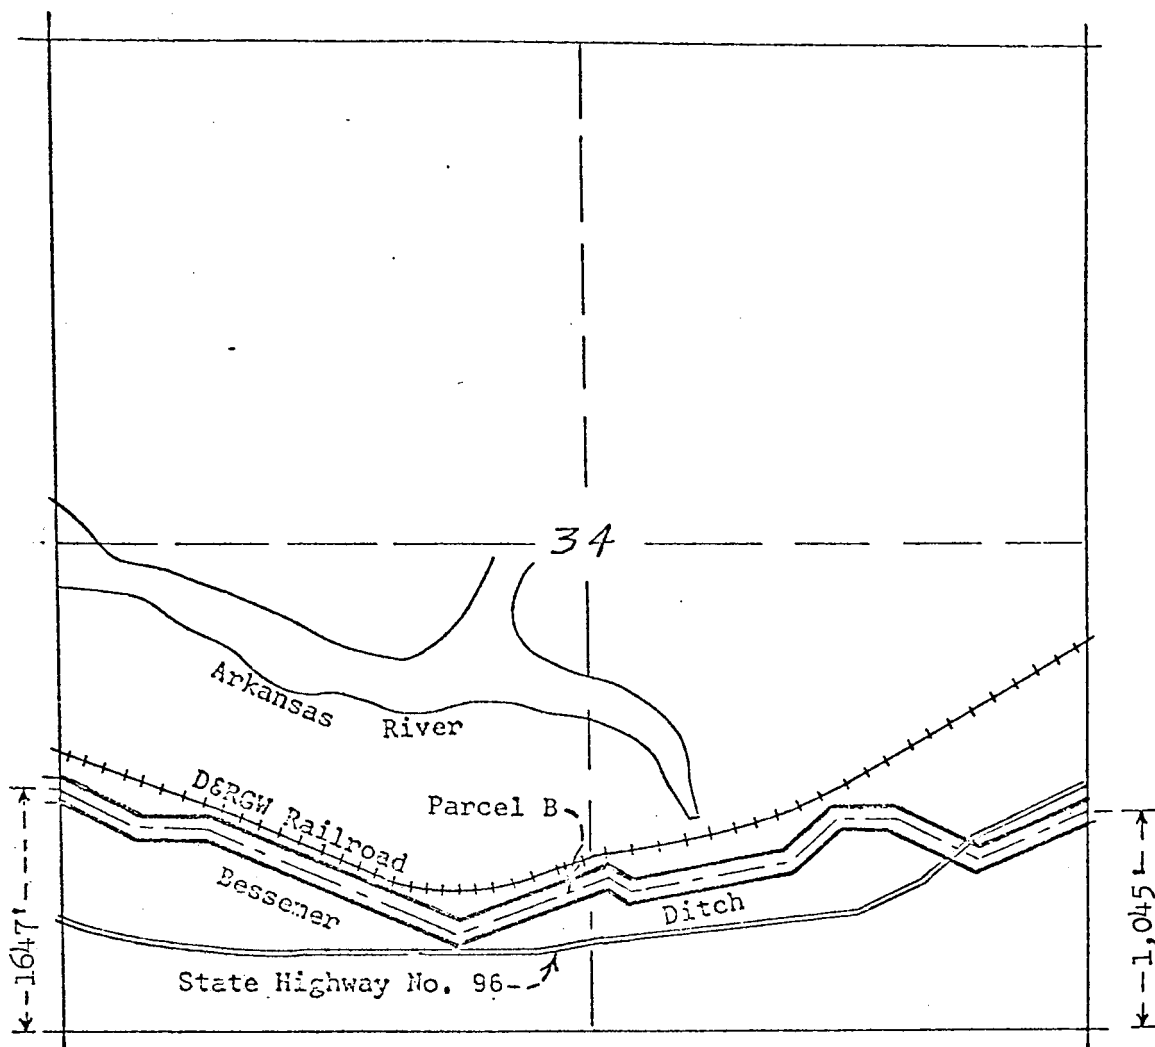 34
Arkansas River
D&RGW Railroad
Parcel B
Bessemer Ditch
State Highway No. 96
1647'
1,045'